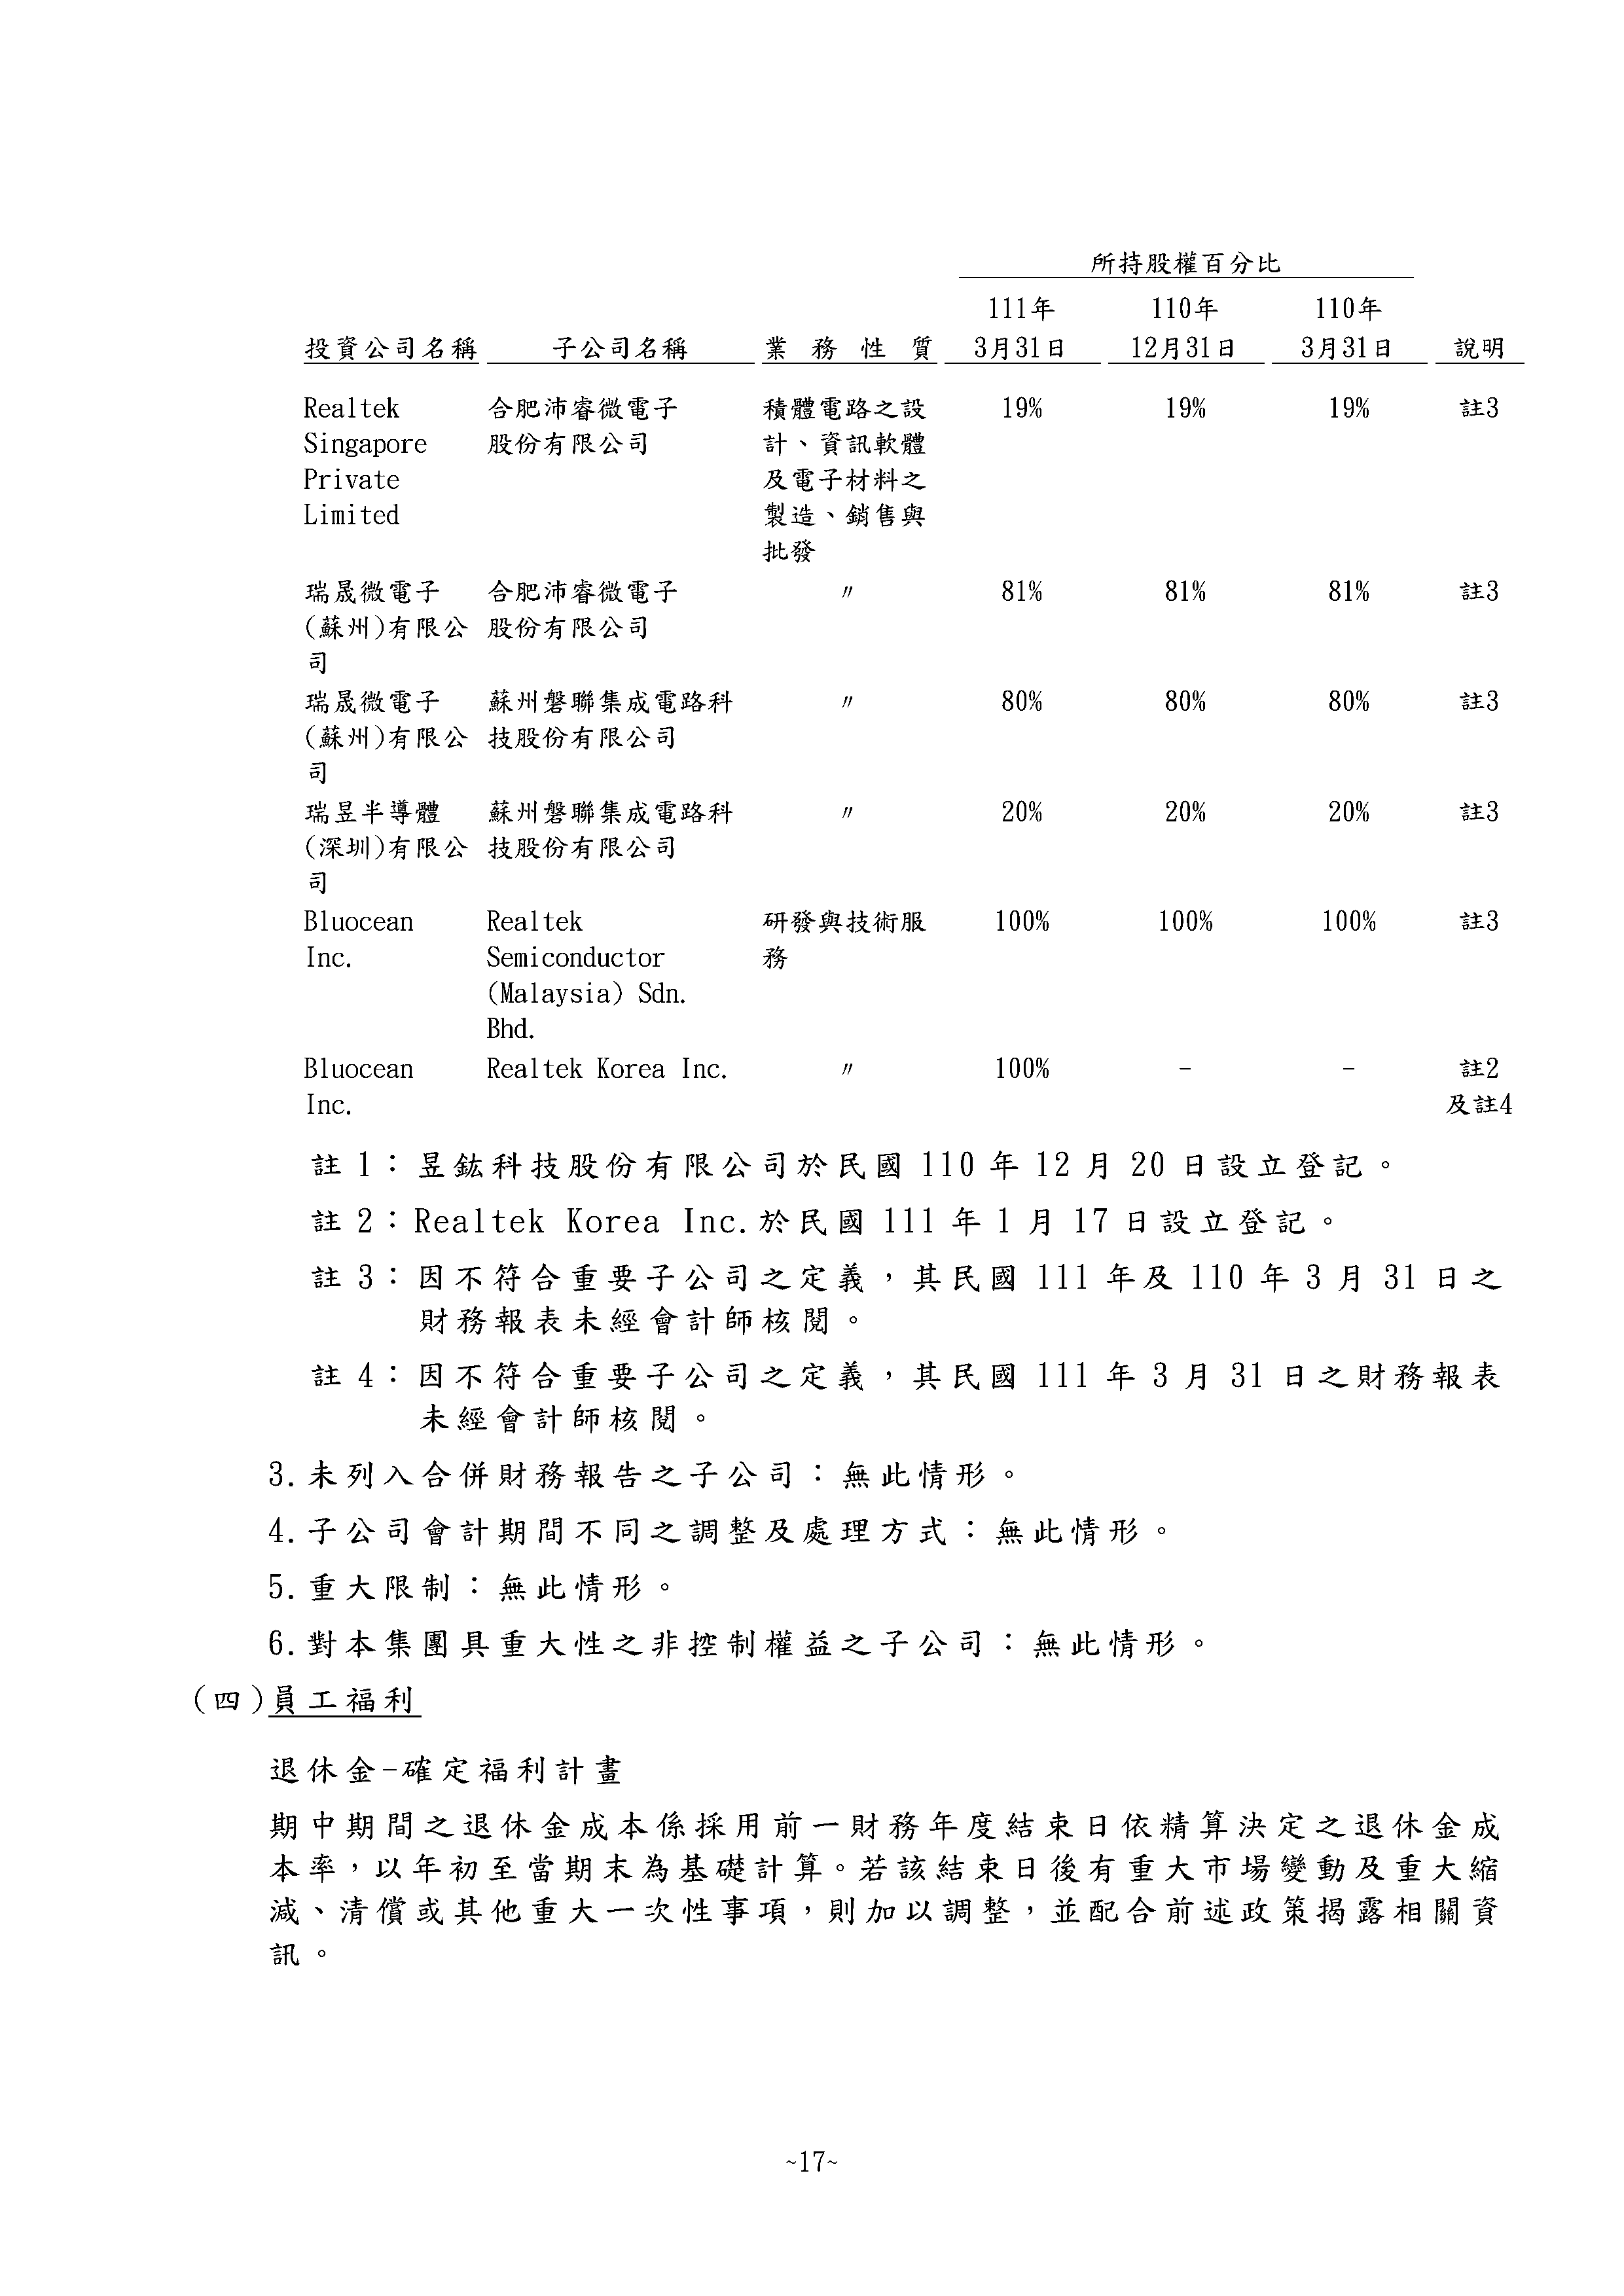 所持股權百分比
111年 110年 110年
投資公司名稱 子公司名稱 業務性質 3月31日 12月31日 3月31日 說明
Realtek 合肥沛睿微電子 積體電路之設 19% 19% 19% 註3
Singapore 股份有限公司 計、資訊軟體
Private 及電子材料之
Limited 製造、銷售與
批發
瑞晟微電子 合肥沛睿微電子 〃 81% 81% 81% 註3
(蘇州)有限公 股份有限公司
司
瑞晟微電子 蘇州磐聯集成電路科 〃 80% 80% 80% 註3
(蘇州)有限公 技股份有限公司
司
瑞昱半導體 蘇州磐聯集成電路科 〃 20% 20% 20% 註3
(深圳)有限公 技股份有限公司
司
Bluocean Realtek 研發與技術服 100% 100% 100% 註3
Inc. Semiconductor 務
(Malaysia) Sdn.
Bhd.
Bluocean Realtek Korea Inc. 〃 100% - - 註2
Inc. 及註4
註 1：昱鈜科技股份有限公司於民國 110 年 12 月 20 日設立登記。
註 2：Realtek Korea Inc.於民國 111 年 1 月 17 日設立登記。
註 3：因不符合重要子公司之定義，其民國 111 年及 110 年 3 月 31 日之
財務報表未經會計師核閱。
註 4：因不符合重要子公司之定義，其民國 111 年 3 月 31 日之財務報表
未經會計師核閱。
3.未列入合併財務報告之子公司：無此情形。
4.子公司會計期間不同之調整及處理方式：無此情形。
5.重大限制：無此情形。
6.對本集團具重大性之非控制權益之子公司：無此情形。
(四)員工福利
退休金-確定福利計畫
期中期間之退休金成本係採用前一財務年度結束日依精算決定之退休金成
本率，以年初至當期末為基礎計算。若該結束日後有重大市場變動及重大縮
減、清償或其他重大一次性事項，則加以調整，並配合前述政策揭露相關資
訊。
~17~